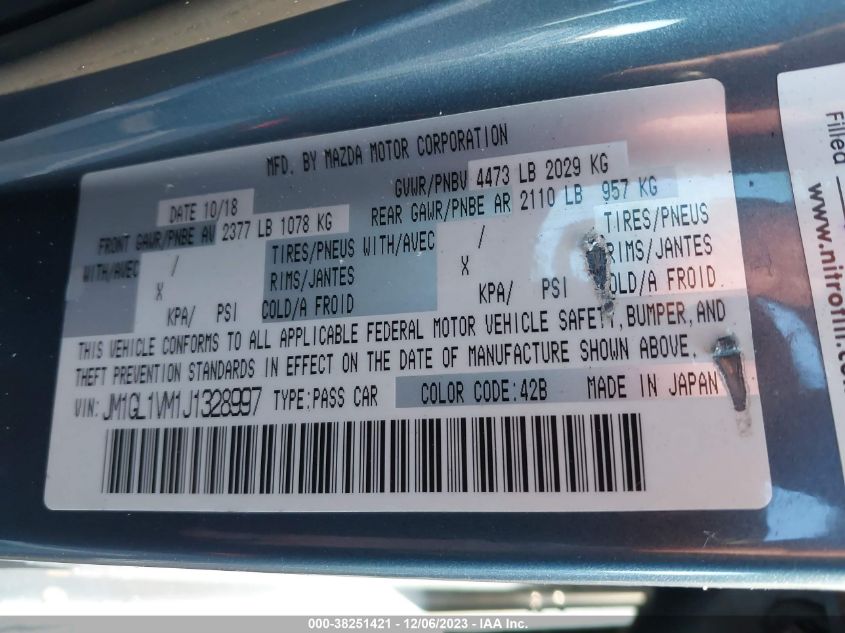 MFD. BY MAZDA MOTOR CORPORATION
DATE 10/18 GVWR/PNBV 4473 LB 2029 KG
FRONT GAWR/PNBE AV 2377 LB 1078 KG REAR GAWR/PNBE AR 2110 LB 957 KG
WITH/AVEC / TIRES/PNEUS WITH/AVEC / TIRES/PNEUS
X RIMS/JANTES X RIMS/JANTES
KPA/ PSI COLD/A FROID KPA/ PSI COLD/A FROID
THIS VEHICLE CONFORMS TO ALL APPLICABLE FEDERAL MOTOR VEHICLE SAFETY, BUMPER, AND
THEFT PREVENTION STANDARDS IN EFFECT ON THE DATE OF MANUFACTURE SHOWN ABOVE.
VIN: JM1GL1VM1J1328997 TYPE:PASS CAR COLOR CODE:42B MADE IN JAPAN
Filled
www.nitrofill.
000-38251421 - 12/06/2023 - IAA Inc.